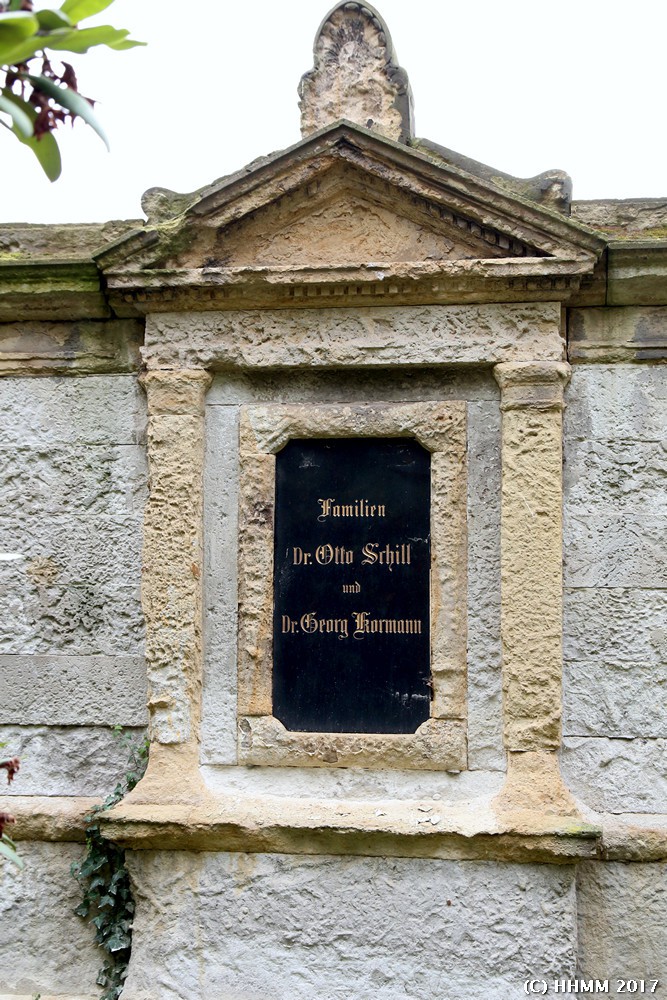 Familien
Dr. Otto Schill
und
Dr. Georg Kormann
(C) HHMM 2017